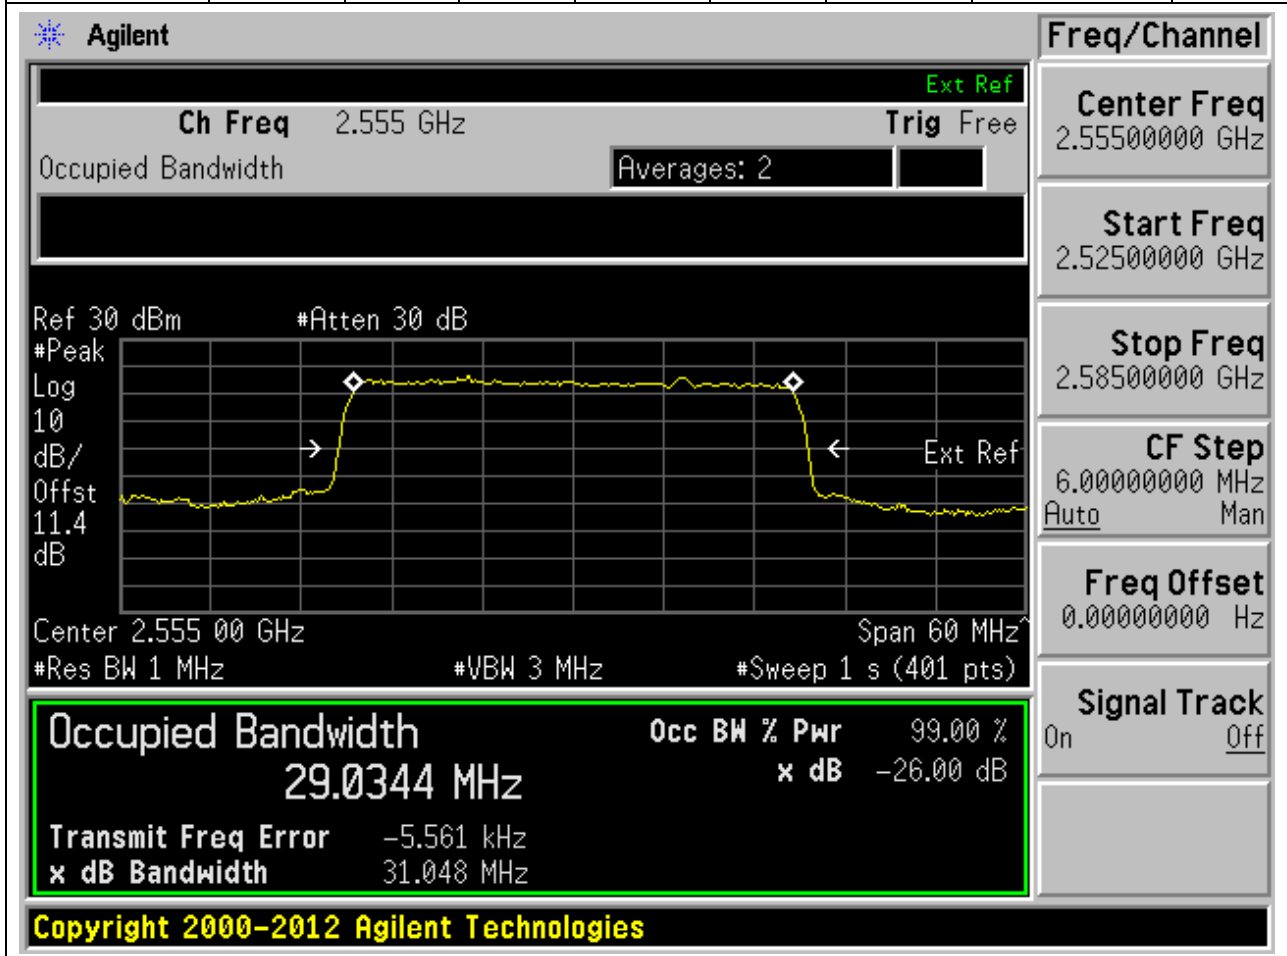 Agilent
Freq/Channel
Ext Ref
Ch Freq 2.555 GHz Trig Free
Occupied Bandwidth Averages: 2
Center Freq
2.55500000 GHz
Start Freq
2.52500000 GHz
Stop Freq
2.58500000 GHz
CF Step
6.00000000 MHz
Auto Man
Freq Offset
0.00000000 Hz
Signal Track
On Off
Ref 30 dBm #Atten 30 dB
#Peak
Log
10
dB/
Offst
11.4
dB
Ext Ref
Center 2.555 00 GHz Span 60 MHz^
#Res BW 1 MHz #VBW 3 MHz #Sweep 1 s (401 pts)
Occupied Bandwidth Occ BW % Pwr 99.00 %
29.0344 MHz x dB -26.00 dB
Transmit Freq Error -5.561 kHz
x dB Bandwidth 31.048 MHz
Copyright 2000-2012 Agilent Technologies